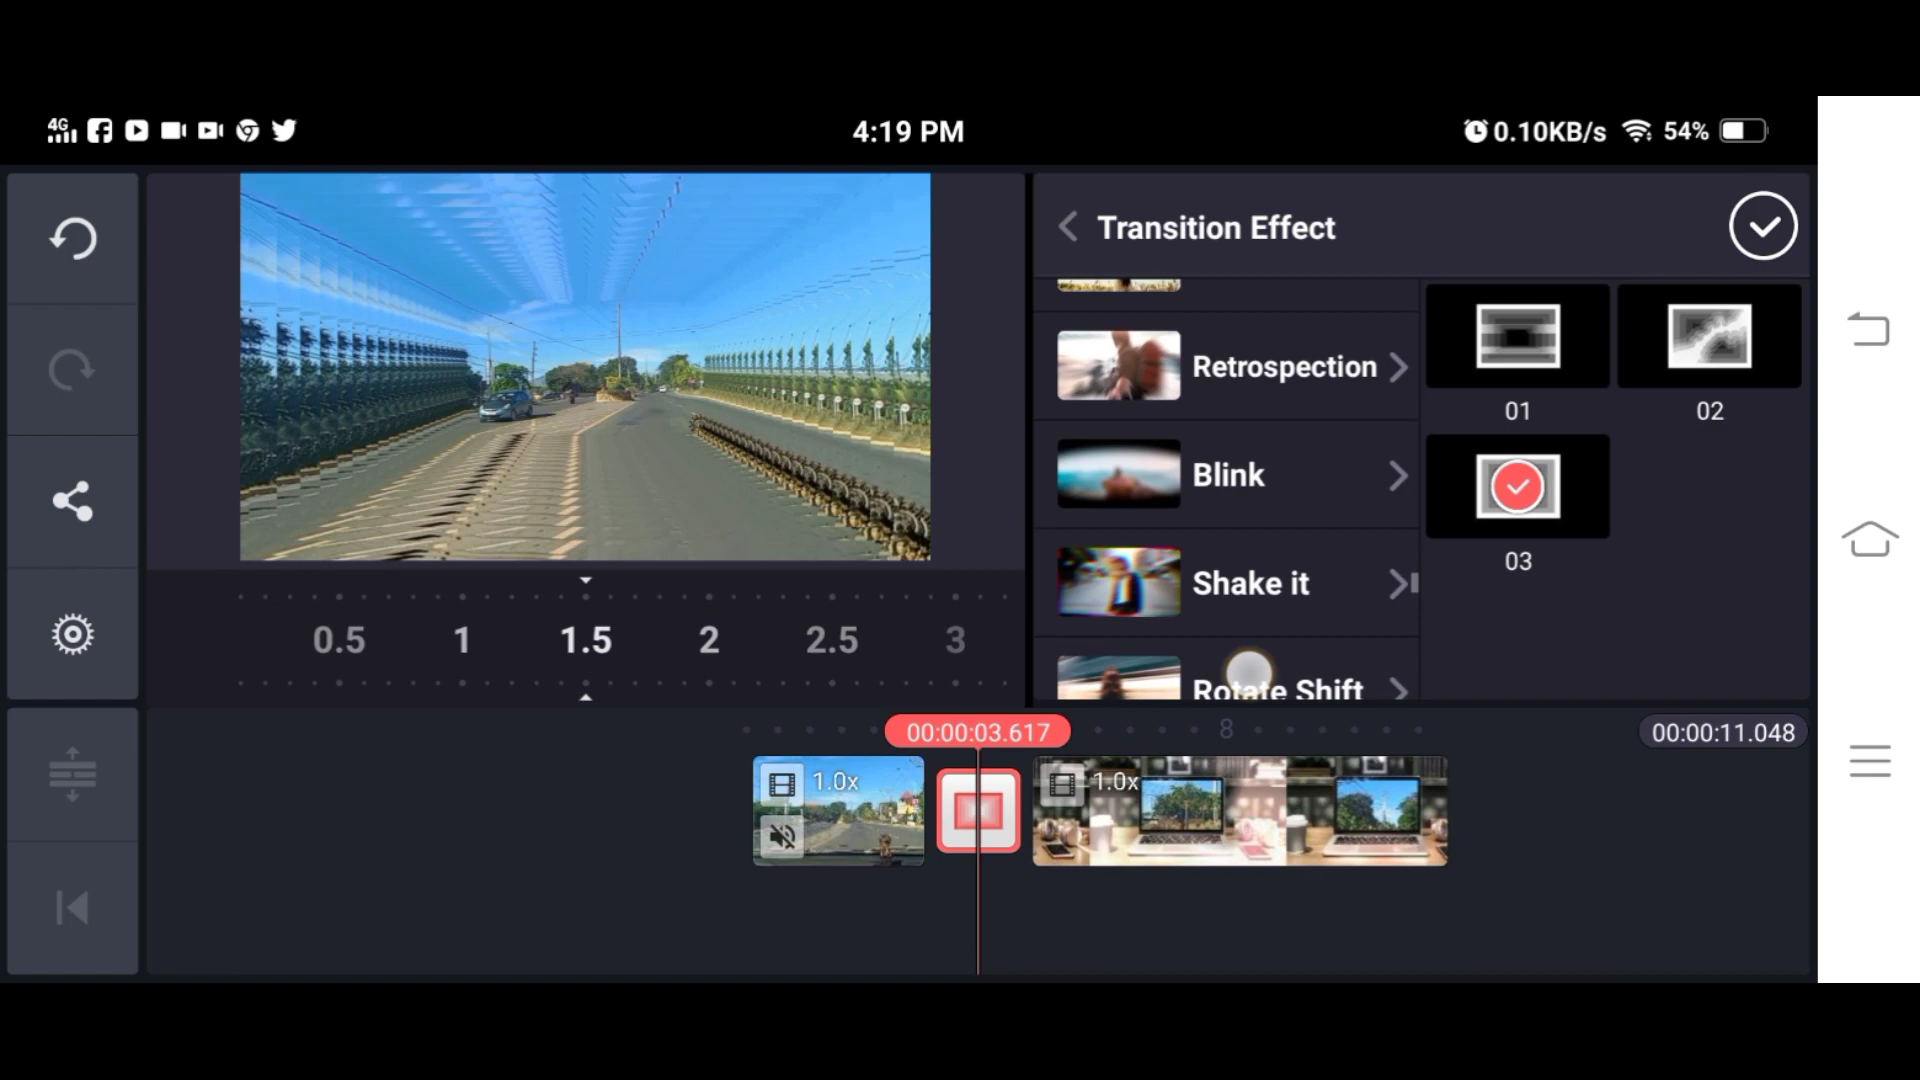 4G
4:19 PM
0.10KB/s
54%
Transition Effect
Retrospection
Blink
Shake it
Rotate Shift
01
02
03
0.5 1 1.5 2 2.5 3
00:00:03.617
8
00:00:11.048
1.0x
1.0x